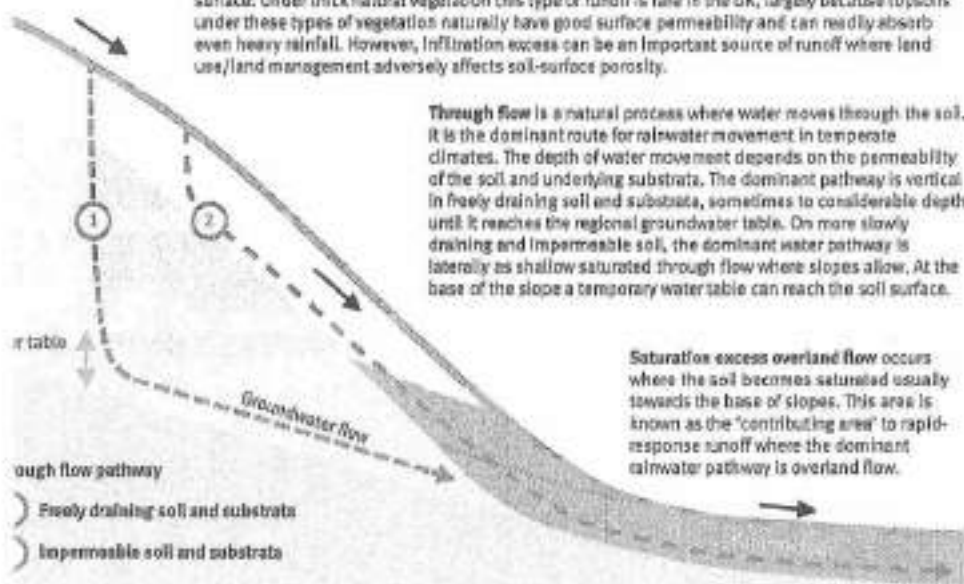 surface. Under thick natural vegetation this type of runoff is rare in the UK, largely because topsoils
under these types of vegetation naturally have good surface permeability and can readily absorb
even heavy rainfall. However, infiltration excess can be an important source of runoff where land
use/land management adversely affects soil-surface porosity.
Through flow is a natural process where water moves through the soil.
It is the dominant route for rainwater movement in temperate
climates. The depth of water movement depends on the permeability
of the soil and underlying substrata. The dominant pathway is vertical
in freely draining soil and substrata, sometimes to considerable depth
until it reaches the regional groundwater table. On more slowly
draining and impermeable soil, the dominant water pathway is
laterally as shallow saturated through flow where slopes allow. At the
base of the slope a temporary water table can reach the soil surface.
1
2
r table
Saturation excess overland flow occurs
where the soil becomes saturated usually
towards the base of slopes. This area is
known as the 'contributing area' to rapid-
response runoff where the dominant
rainwater pathway is overland flow.
Groundwater flow
ough flow pathway
Freely draining soil and substrata
Impermeable soil and substrata